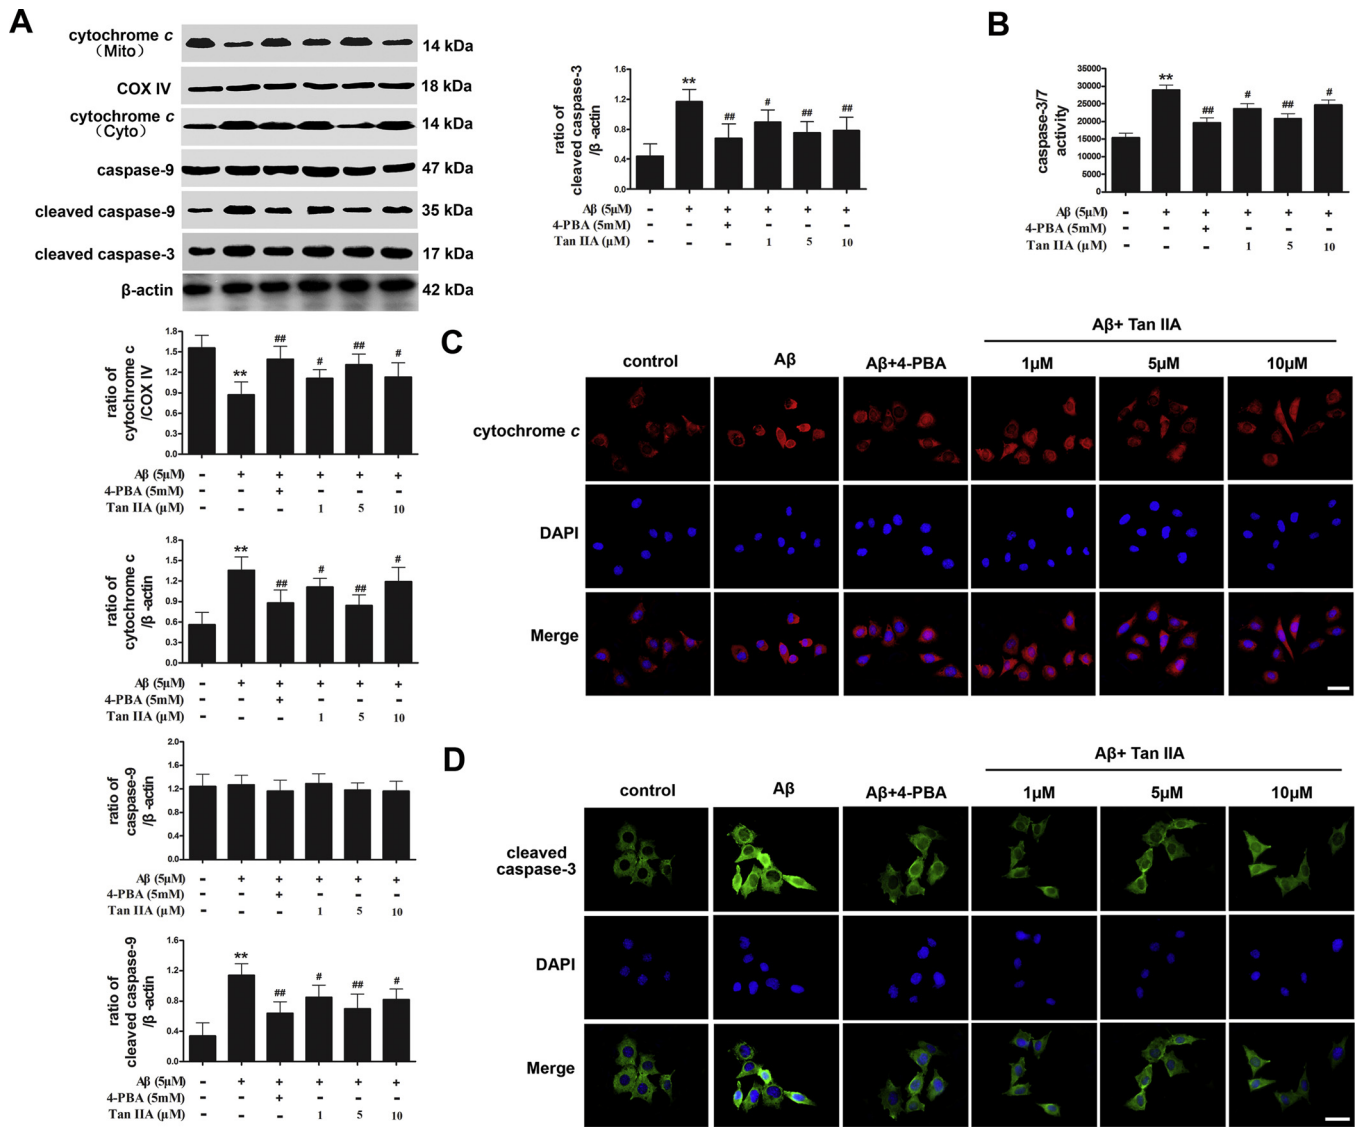 A
cytochrome c
(Mito)
14 kDa
COX IV
18 kDa
cytochrome c
(Cyto)
14 kDa
caspase-9
47 kDa
cleaved caspase-9
35 kDa
cleaved caspase-3
17 kDa
β-actin
42 kDa
ratio of
cleaved caspase-3
/β-actin
1.6
1.2
0.8
0.4
0.0
** ## # ## ##
Aβ (5μM) - + + + + +
4-PBA (5mM) - - + - - -
Tan IIA (μM) - - - 1 5 10
B
caspase-3/7
activity
35000
30000
25000
20000
15000
10000
5000
0
** ## # ## #
Aβ (5μM) - + + + + +
4-PBA (5mM) - - + - - -
Tan IIA (μM) - - - 1 5 10
ratio of
cytochrome c
/COX IV
1.8
1.5
1.2
0.9
0.6
0.3
0.0
** ## # ## #
Aβ (5μM) - + + + + +
4-PBA (5mM) - - + - - -
Tan IIA (μM) - - - 1 5 10
ratio of
cytochrome c
/β -actin
1.8
1.5
1.2
0.9
0.6
0.3
0.0
** ## # ## #
Aβ (5μM) - + + + + +
4-PBA (5mM) - - + - - -
Tan IIA (μM) - - - 1 5 10
ratio of
caspase-9
/β -actin
2.0
1.6
1.2
0.8
0.4
0.0
Aβ (5μM) - + + + + +
4-PBA (5mM) - - + - - -
Tan IIA (μM) - - - 1 5 10
ratio of
cleaved caspase-9
/β -actin
1.6
1.2
0.8
0.4
0.0
** ## # ## #
Aβ (5μM) - + + + + +
4-PBA (5mM) - - + - - -
Tan IIA (μM) - - - 1 5 10
C
Aβ+ Tan IIA
control Aβ Aβ+4-PBA 1μM 5μM 10μM
cytochrome c
DAPI
Merge
D
Aβ+ Tan IIA
control Aβ Aβ+4-PBA 1μM 5μM 10μM
cleaved
caspase-3
DAPI
Merge